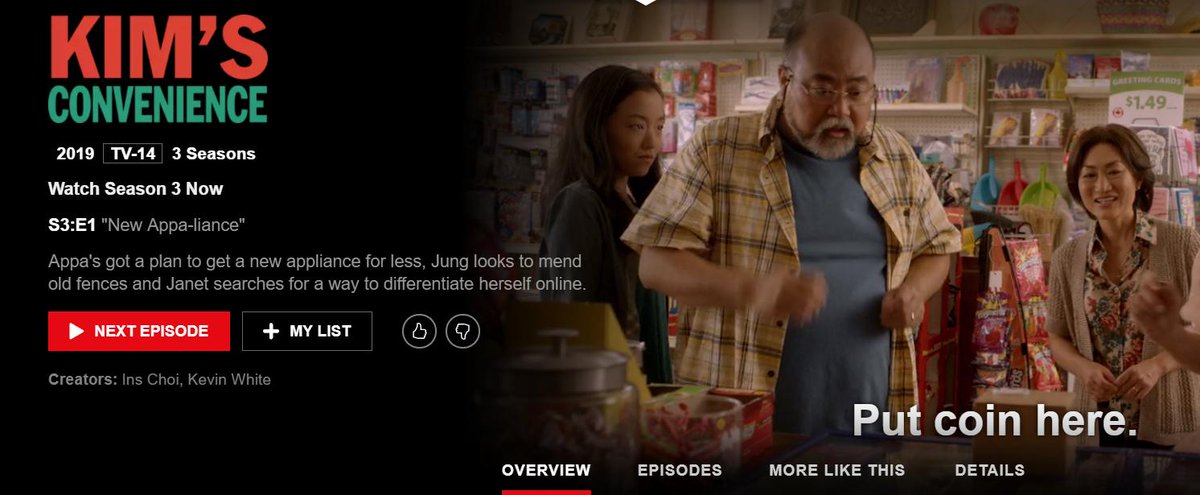 KIM'S
CONVENIENCE
2019 TV-14 3 Seasons
Watch Season 3 Now
S3:E1 "New Appa-liance"
Appa's got a plan to get a new appliance for less, Jung looks to mend
old fences and Janet searches for a way to differentiate herself online.
NEXT EPISODE
MY LIST
Creators: Ins Choi, Kevin White
GREETING CARDS
$1.49
Put coin here.
OVERVIEW EPISODES MORE LIKE THIS DETAILS